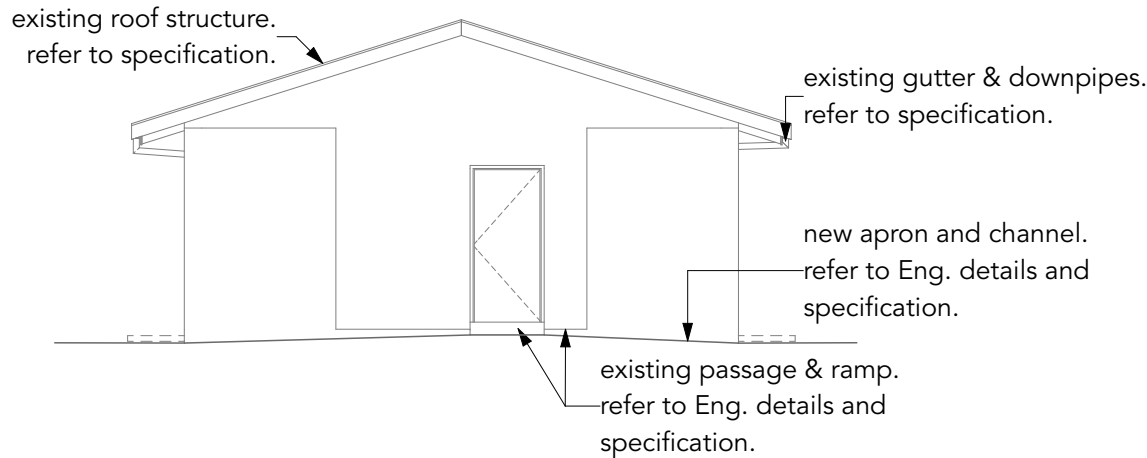 existing roof structure.
refer to specification.
existing gutter & downpipes.
refer to specification.
new apron and channel.
refer to Eng. details and
specification.
existing passage & ramp.
refer to Eng. details and
specification.